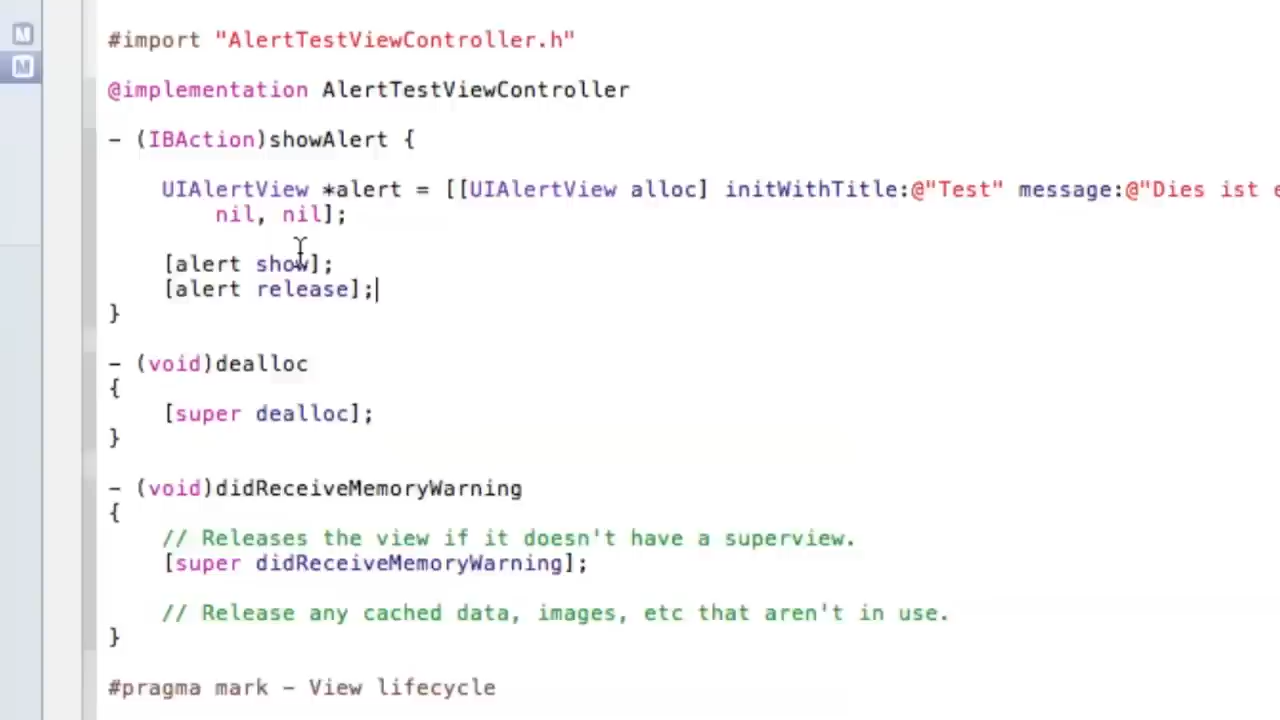 M
M
#import "AlertTestViewController.h"
@implementation AlertTestViewController
- (IBAction)showAlert {
UIAlertView *alert = [[UIAlertView alloc] initWithTitle:@"Test" message:@"Dies ist
nil, nil];
[alert show];
[alert release];
}
- (void)dealloc
{
[super dealloc];
}
- (void)didReceiveMemoryWarning
{
// Releases the view if it doesn't have a superview.
[super didReceiveMemoryWarning];
// Release any cached data, images, etc that aren't in use.
}
#pragma mark - View lifecycle